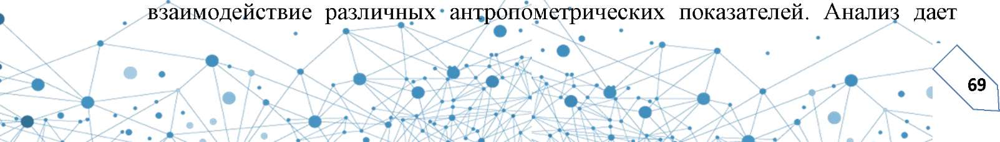 взаимодействие различных антропометрических показателей. Анализ дает
69